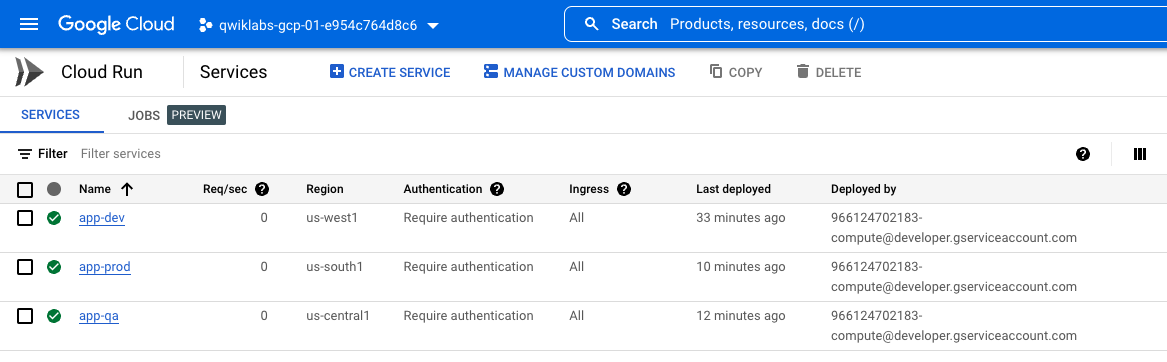 Google Cloud qwiklabs-gcp-01-e954c764d8c6 Search Products, resources, docs (/)
Cloud Run Services CREATE SERVICE MANAGE CUSTOM DOMAINS COPY DELETE
SERVICES JOBS PREVIEW
Filter Filter services
Name Req/sec Region Authentication Ingress Last deployed Deployed by
app-dev 0 us-west1 Require authentication All 33 minutes ago 966124702183-
compute@developer.gserviceaccount.com
app-prod 0 us-south1 Require authentication All 10 minutes ago 966124702183-
compute@developer.gserviceaccount.com
app-qa 0 us-central1 Require authentication All 12 minutes ago 966124702183-
compute@developer.gserviceaccount.com